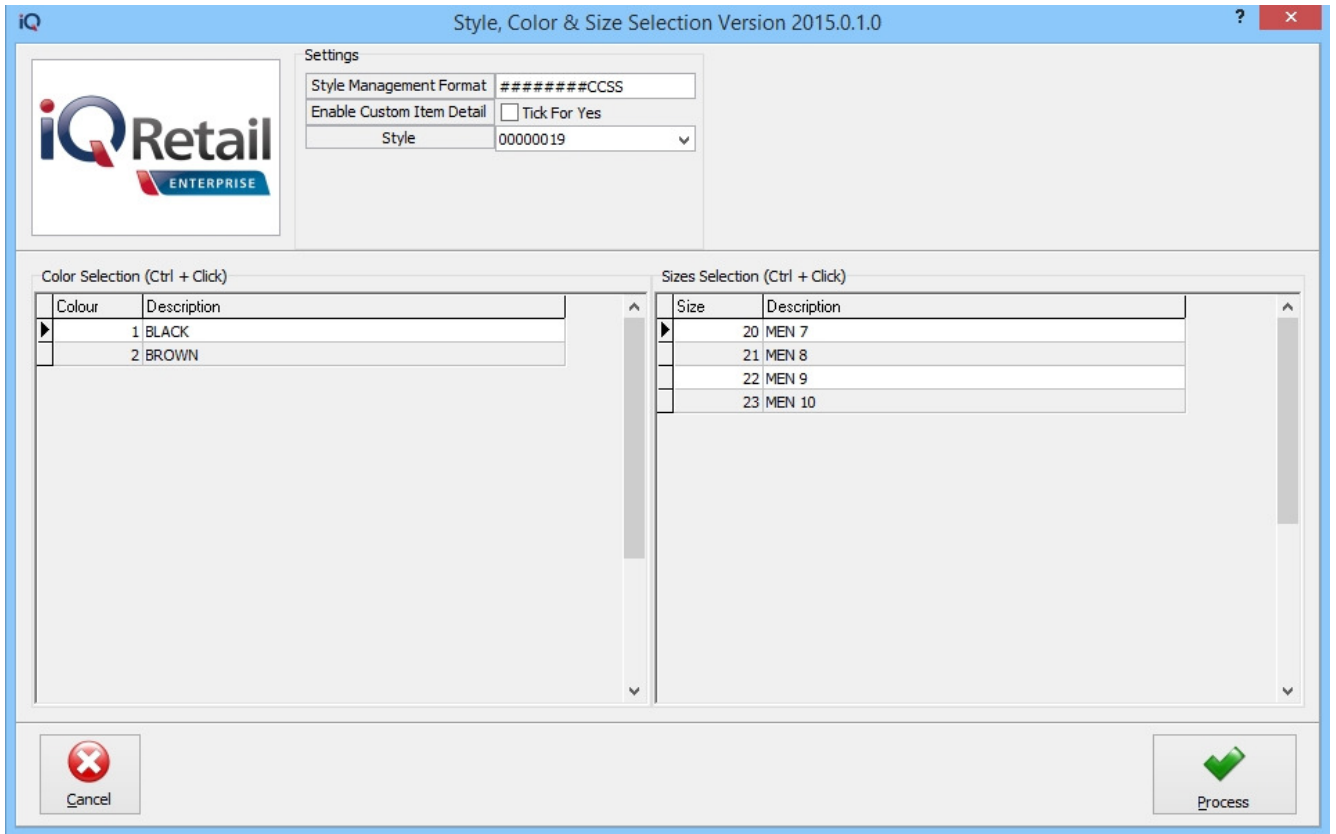 iQ Style, Color & Size Selection Version 2015.0.1.0 ? ×
iQ Retail
ENTERPRISE
Settings
Style Management Format ########CCSS
Enable Custom Item Detail Tick For Yes
Style 00000019
Color Selection (Ctrl + Click)
Colour Description
1 BLACK
2 BROWN
Sizes Selection (Ctrl + Click)
Size Description
20 MEN 7
21 MEN 8
22 MEN 9
23 MEN 10
Cancel
Process